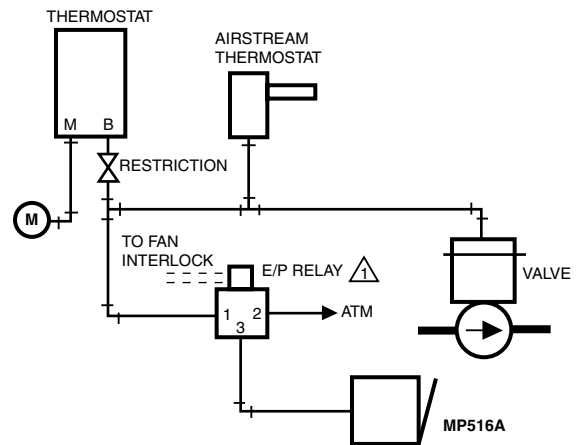 THERMOSTAT
AIRSTREAM
THERMOSTAT
M B
RESTRICTION
M
TO FAN
INTERLOCK
E/P RELAY 1
VALVE
1 2
3
ATM
MP516A